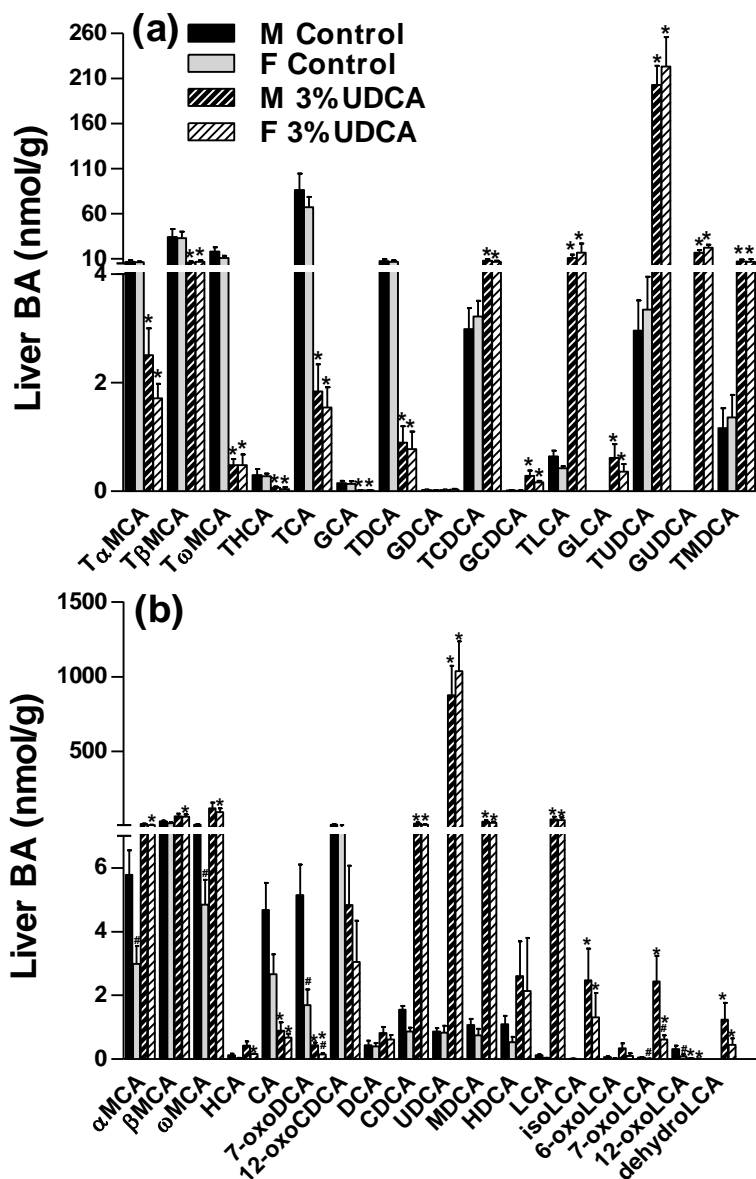 (a)
M Control
F Control
M 3%UDCA
F 3%UDCA
Liver BA (nmol/g)
260
210
160
110
60
10
4
2
0
* * * * * * * * * * * * * * * * * * * * * * * * * *
TαMCA
TβMCA
TωMCA
THCA
TCA
GCA
TDCA
GDCA
TCDCA
GCDCA
TLCA
GLCA
TUDCA
GUDCA
TMDCA
(b)
Liver BA (nmol/g)
1500
1000
500
6
4
2
0
# * * # * * * * # * * # * * * * * * * * * * * # * # # * * * *
αMCA
βMCA
ωMCA
HCA
CA
7-oxoDCA
12-oxoCDCA
DCA
CDCA
UDCA
MDCA
HDCA
LCA
isoLCA
6-oxoLCA
7-oxoLCA
12-oxoLCA
dehydroLCA